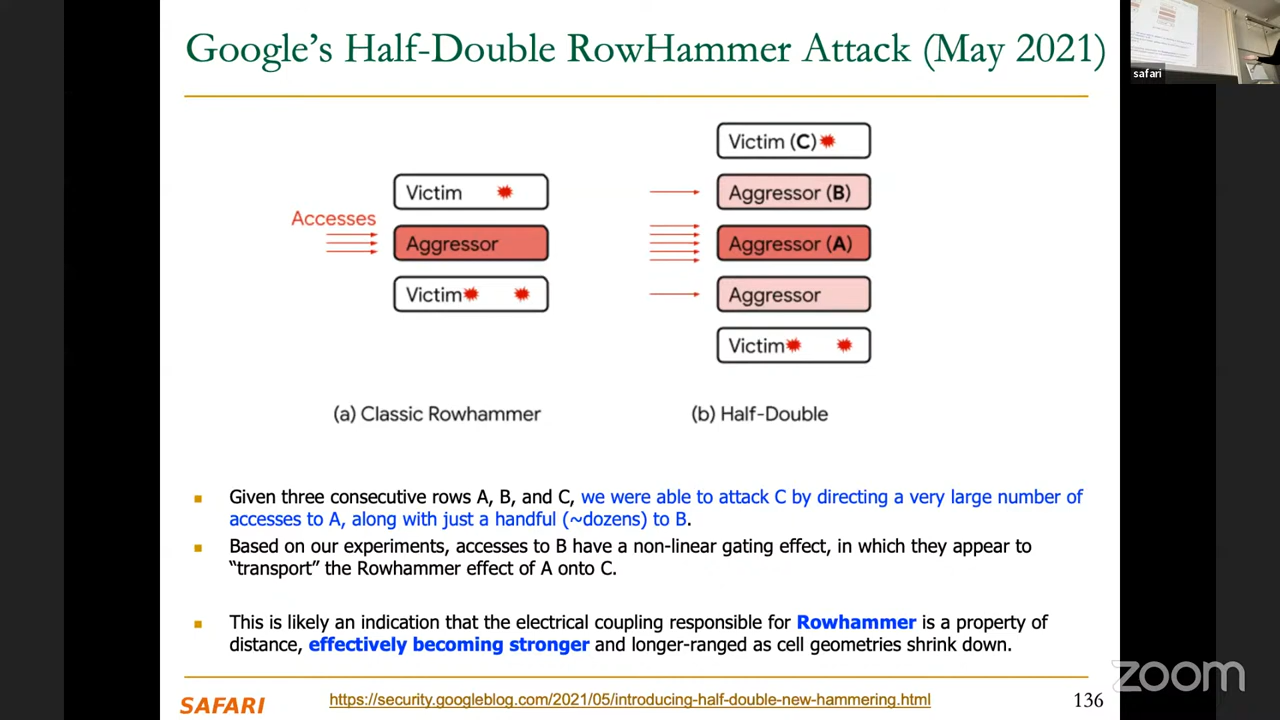 Google's Half-Double RowHammer Attack (May 2021)
safari
Accesses
Victim
Aggressor
Victim
(a) Classic Rowhammer
Victim (C)
Aggressor (B)
Aggressor (A)
Aggressor
Victim
(b) Half-Double
Given three consecutive rows A, B, and C, we were able to attack C by directing a very large number of
accesses to A, along with just a handful (~dozens) to B.
Based on our experiments, accesses to B have a non-linear gating effect, in which they appear to
“transport” the Rowhammer effect of A onto C.
This is likely an indication that the electrical coupling responsible for Rowhammer is a property of
distance, effectively becoming stronger and longer-ranged as cell geometries shrink down.
SAFARI
https://security.googleblog.com/2021/05/introducing-half-double-new-hammering.html
136
zoom